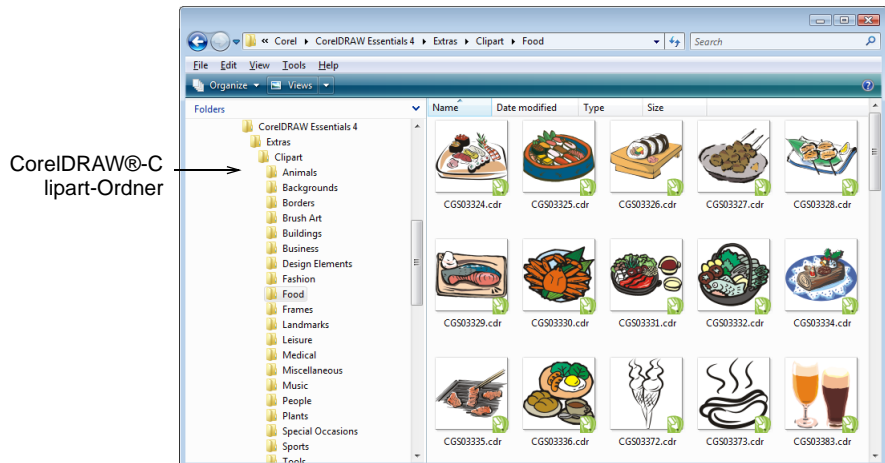 « Corel ▸ CorelDRAW Essentials 4 ▸ Extras ▸ Clipart ▸ Food
Search
File Edit View Tools Help
Organize Views
Folders
Name Date modified Type Size
CorelDRAW Essentials 4
Extras
Clipart
Animals
Backgrounds
Borders
Brush Art
Buildings
Business
Design Elements
Fashion
Food
Frames
Landmarks
Leisure
Medical
Miscellaneous
Music
People
Plants
Special Occasions
Sports
Tools
CorelDRAW®-C
lipart-Ordner
CGS03324.cdr CGS03325.cdr CGS03326.cdr CGS03327.cdr CGS03328.cdr
CGS03329.cdr CGS03330.cdr CGS03331.cdr CGS03332.cdr CGS03334.cdr
CGS03335.cdr CGS03336.cdr CGS03372.cdr CGS03373.cdr CGS03383.cdr